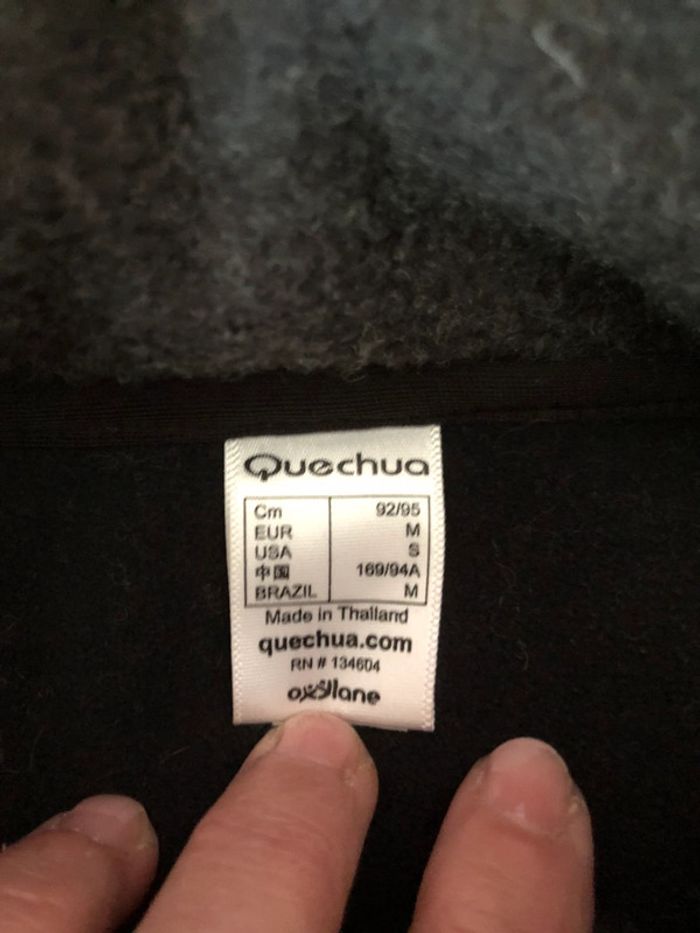 Quechua
Cm 92/95
EUR M
USA S
中国 169/94A
BRAZIL M
Made in Thailand
quechua.com
RN # 134604
oxylane